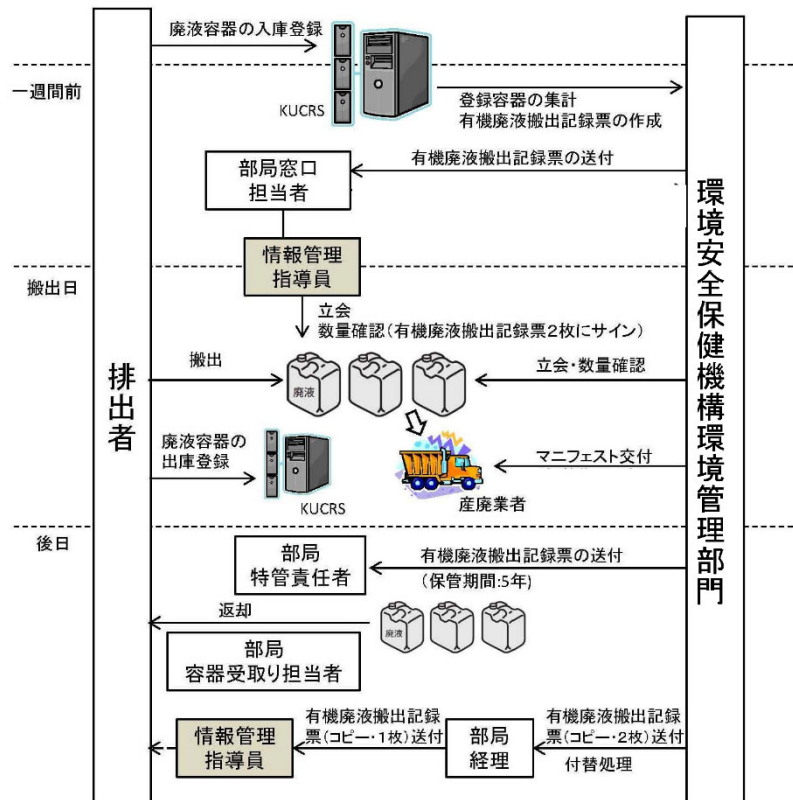 廃液容器の入庫登録
一週間前
KUCRS
登録容器の集計
有機廃液搬出記録票の作成
部局窓口
担当者
有機廃液搬出記録票の送付
情報管理
指導員
搬出日
立会
数量確認(有機廃液搬出記録票2枚にサイン)
排出者
環境安全保健機構環境管理部門
搬出
廃液
立会・数量確認
廃液容器の
出庫登録
KUCRS
産廃業者
マニフェスト交付
後日
部局
特管責任者
有機廃液搬出記録票の送付
(保管期間:5年)
返却
廃液
部局
容器受取り担当者
情報管理
指導員
有機廃液搬出記録
票(コピー・1枚)送付
部局
経理
有機廃液搬出記録
票(コピー・2枚)送付
付替処理